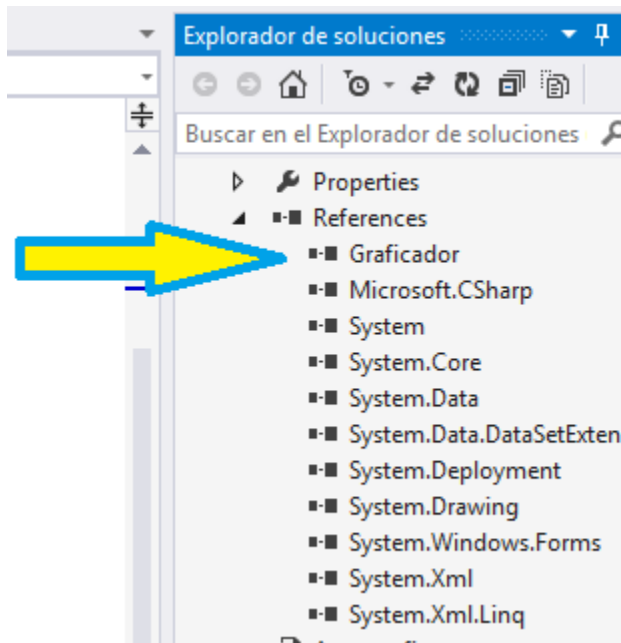 Explorador de soluciones
Buscar en el Explorador de soluciones
Properties
References
Graficador
Microsoft.CSharp
System
System.Core
System.Data
System.Data.DataSetExten
System.Deployment
System.Drawing
System.Windows.Forms
System.Xml
System.Xml.Linq